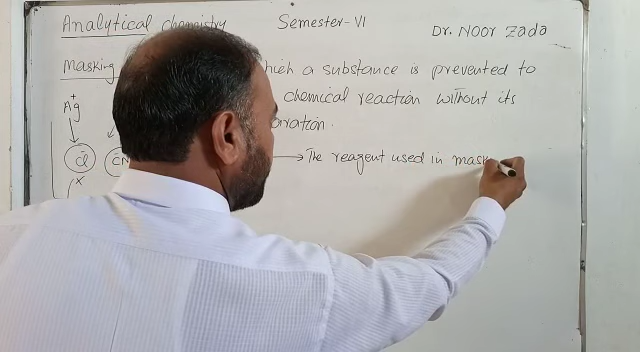 Analytical chemistry Semester-VI Dr. Noor Zada
Masking which a substance is prevented to
chemical reaction without its
Ag+
Cl CN → The reagent used in mask